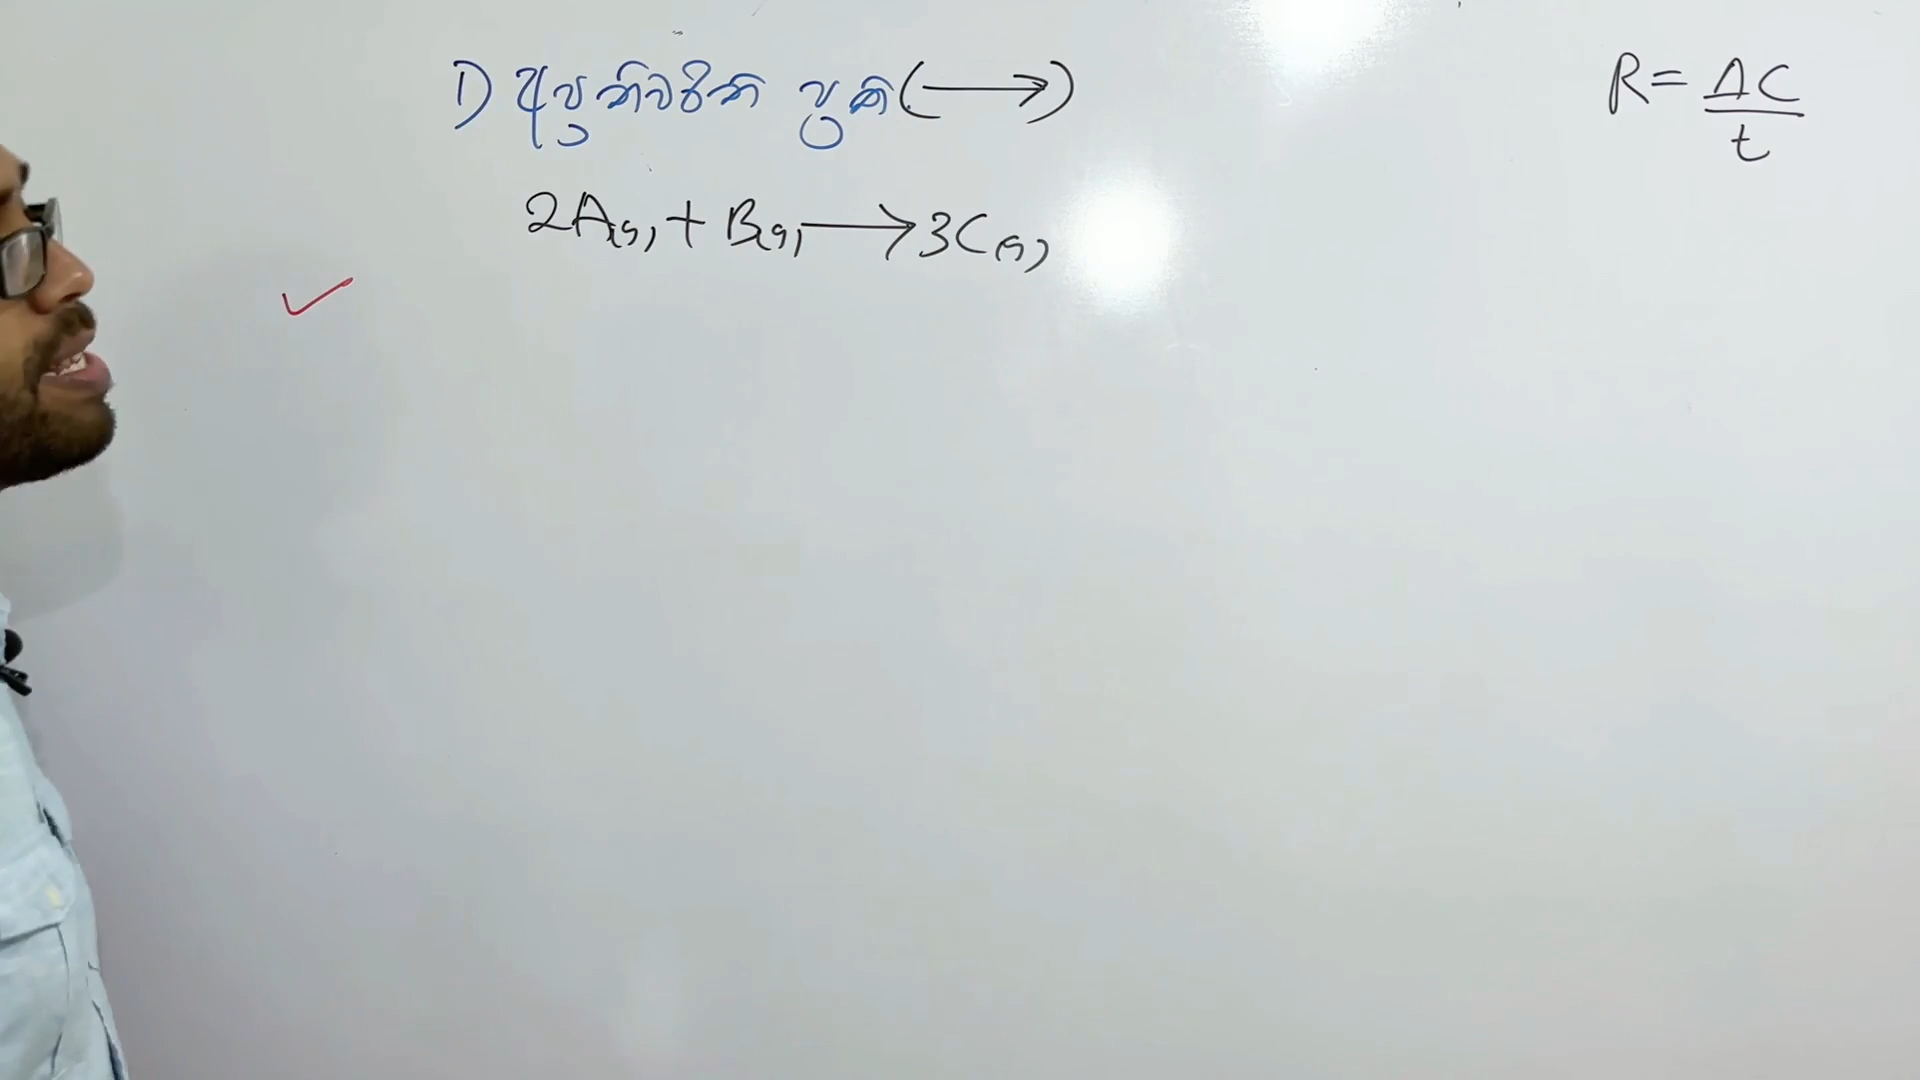 1) අප්‍රතිවර්තිත ප්‍රති (⟶)
2A(g) + B(g) ⟶ 3C(g)
R = ΔC / t